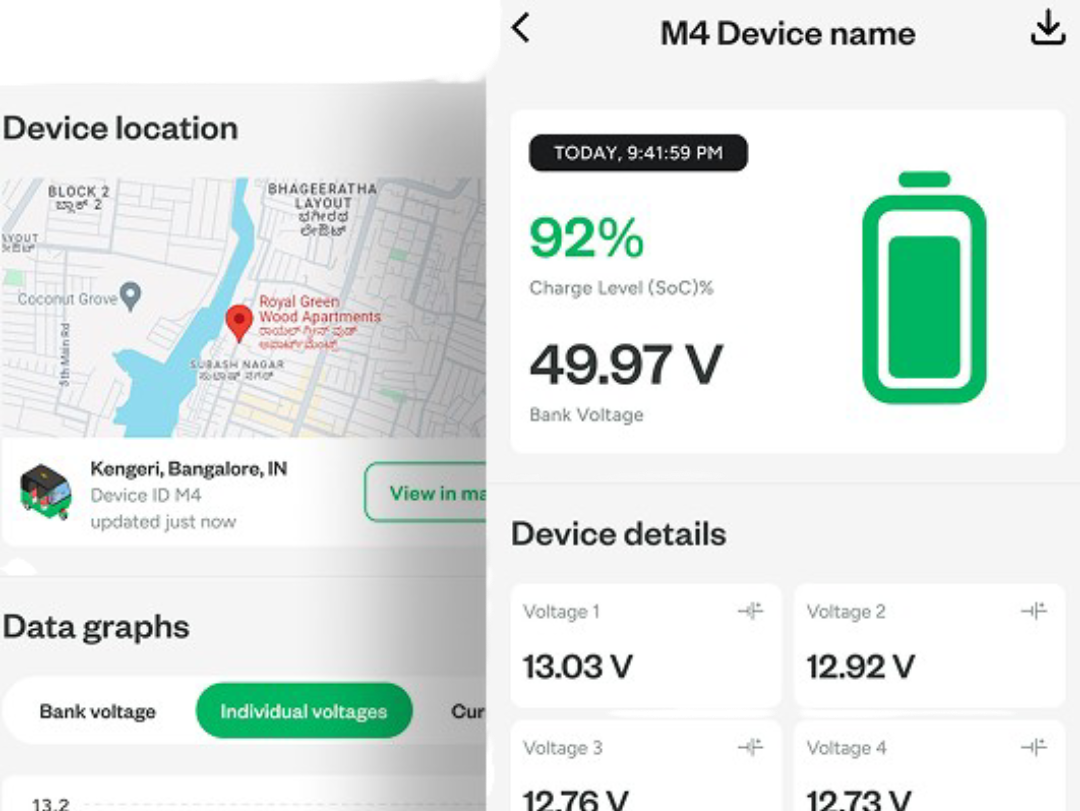 Device location
BLOCK 2
ಬ್ಲಾಕ್ 2
BHAGEERATHA
LAYOUT
ಭಗೀರಥ
ಲೇಔಟ್
AYOUT
ಲೇಔಟ್
Coconut Grove
5th Main Rd
Royal Green
Wood Apartments
ರಾಯಲ್ ಗ್ರೀನ್ ವುಡ್
ಅಪಾರ್ಟ್‌ಮೆಂಟ್ಸ್
SUBASH NAGAR
ಸುಭಾಷ್ ನಗರ್
Kengeri, Bangalore, IN
Device ID M4
updated just now
View in ma
Data graphs
Bank voltage
Individual voltages
Cur
13.2
M4 Device name
TODAY, 9:41:59 PM
92%
Charge Level (SoC)%
49.97 V
Bank Voltage
Device details
Voltage 1
13.03 V
Voltage 2
12.92 V
Voltage 3
12.76 V
Voltage 4
12.73 V